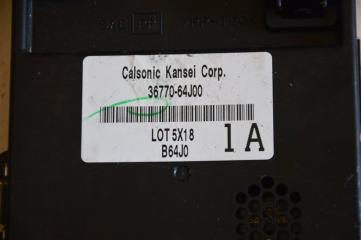 Calsonic Kansei Corp.
36770-64J00
LOT 5X18
1A
B64J0